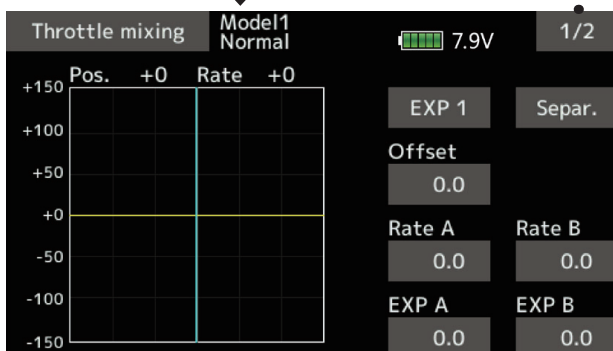 Throttle mixing
Model1
Normal
7.9V
1/2
Pos. +0 Rate +0
+150
+100
+50
+0
-50
-100
-150
EXP 1
Separ.
Offset
0.0
Rate A Rate B
0.0 0.0
EXP A EXP B
0.0 0.0